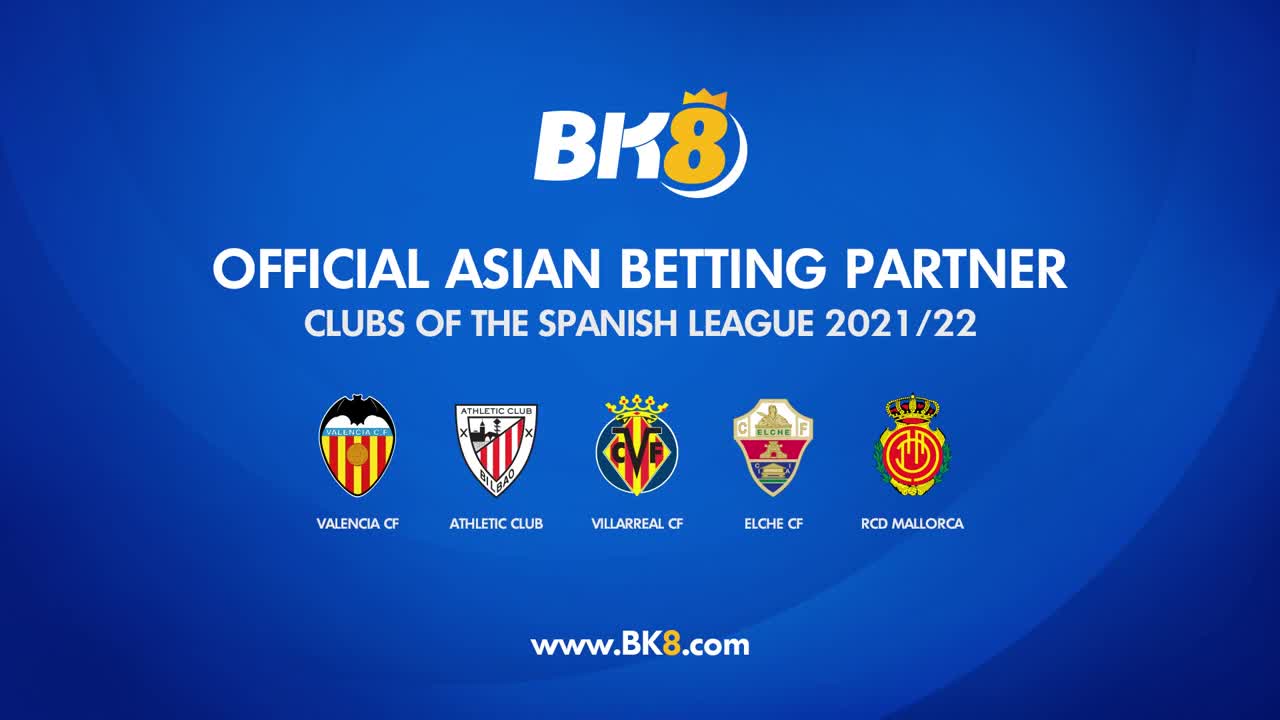 BK8
OFFICIAL ASIAN BETTING PARTNER
CLUBS OF THE SPANISH LEAGUE 2021/22
VALENCIA C.F
ATHLETIC CLUB
BILBAO
CVF
C ELCHE F
VALENCIA CF
ATHLETIC CLUB
VILLARREAL CF
ELCHE CF
RCD MALLORCA
www.BK8.com